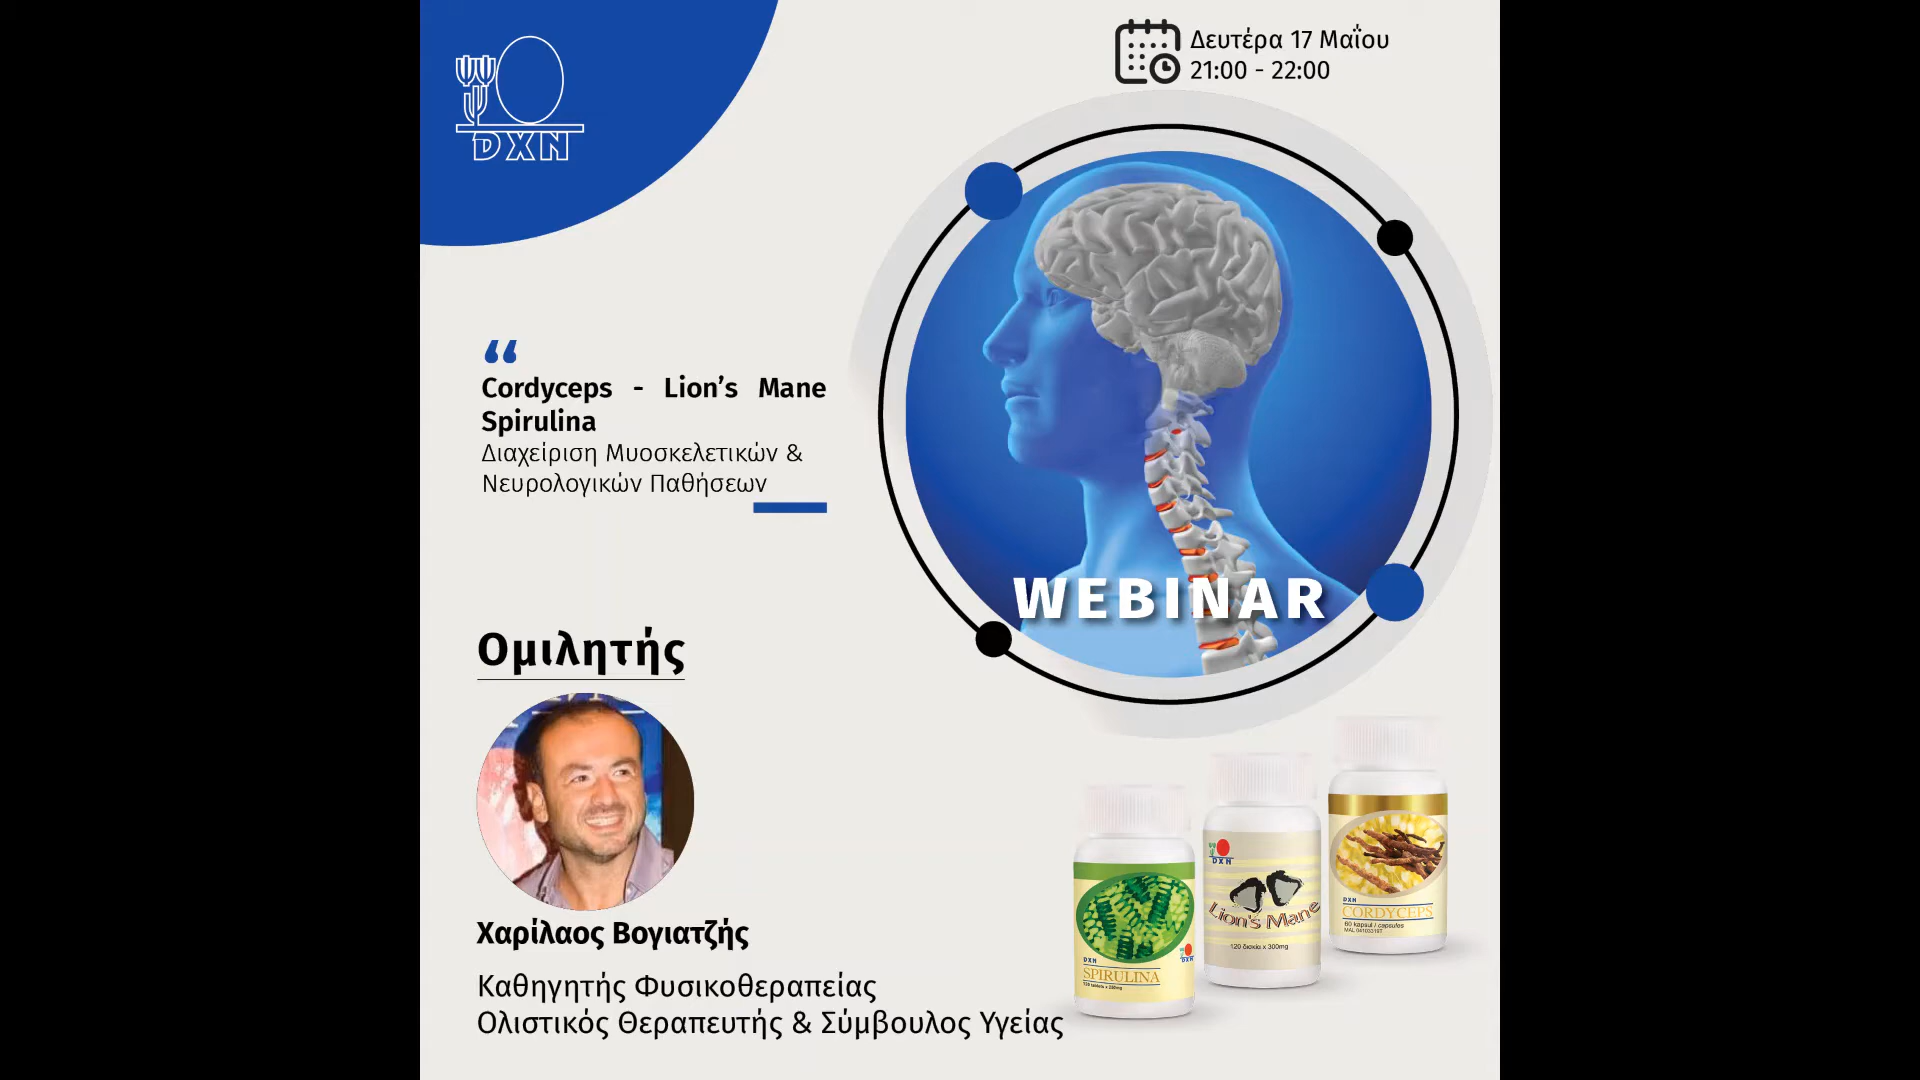 DXN
Δευτέρα 17 Μαΐου
21:00 - 22:00
“
Cordyceps - Lion’s Mane
Spirulina
Διαχείριση Μυοσκελετικών &
Νευρολογικών Παθήσεων
WEBINAR
Ομιλητής
Χαρίλαος Βογιατζής
Καθηγητής Φυσικοθεραπείας
Ολιστικός Θεραπευτής & Σύμβουλος Υγείας
DXN
SPIRULINA
DXN
DXN
Lion's Mane
120 δισκία x 300mg
DXN
CORDYCEPS
60 kapsul / capsules